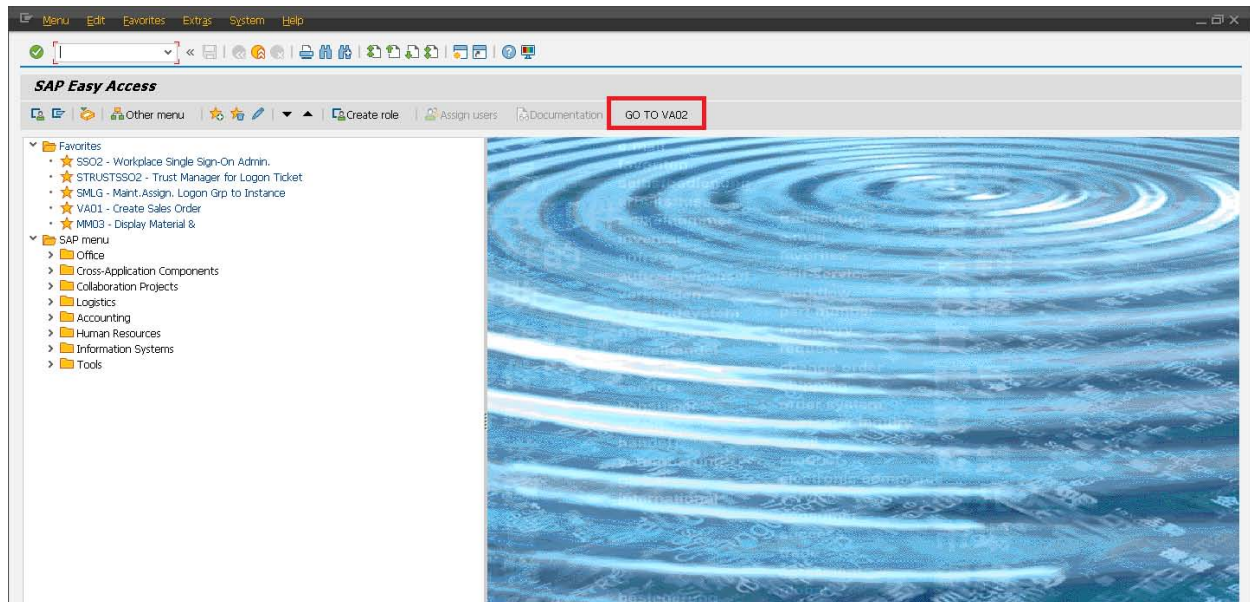 Menu Edit Favorites Extras System Help
SAP Easy Access
Other menu Create role Assign users Documentation GO TO VA02
Favorites
SSO2 - Workplace Single Sign-On Admin.
STRUSTSSO2 - Trust Manager for Logon Ticket
SMLG - Maint.Assign. Logon Grp to Instance
VA01 - Create Sales Order
MM03 - Display Material &
SAP menu
Office
Cross-Application Components
Collaboration Projects
Logistics
Accounting
Human Resources
Information Systems
Tools
change order
international